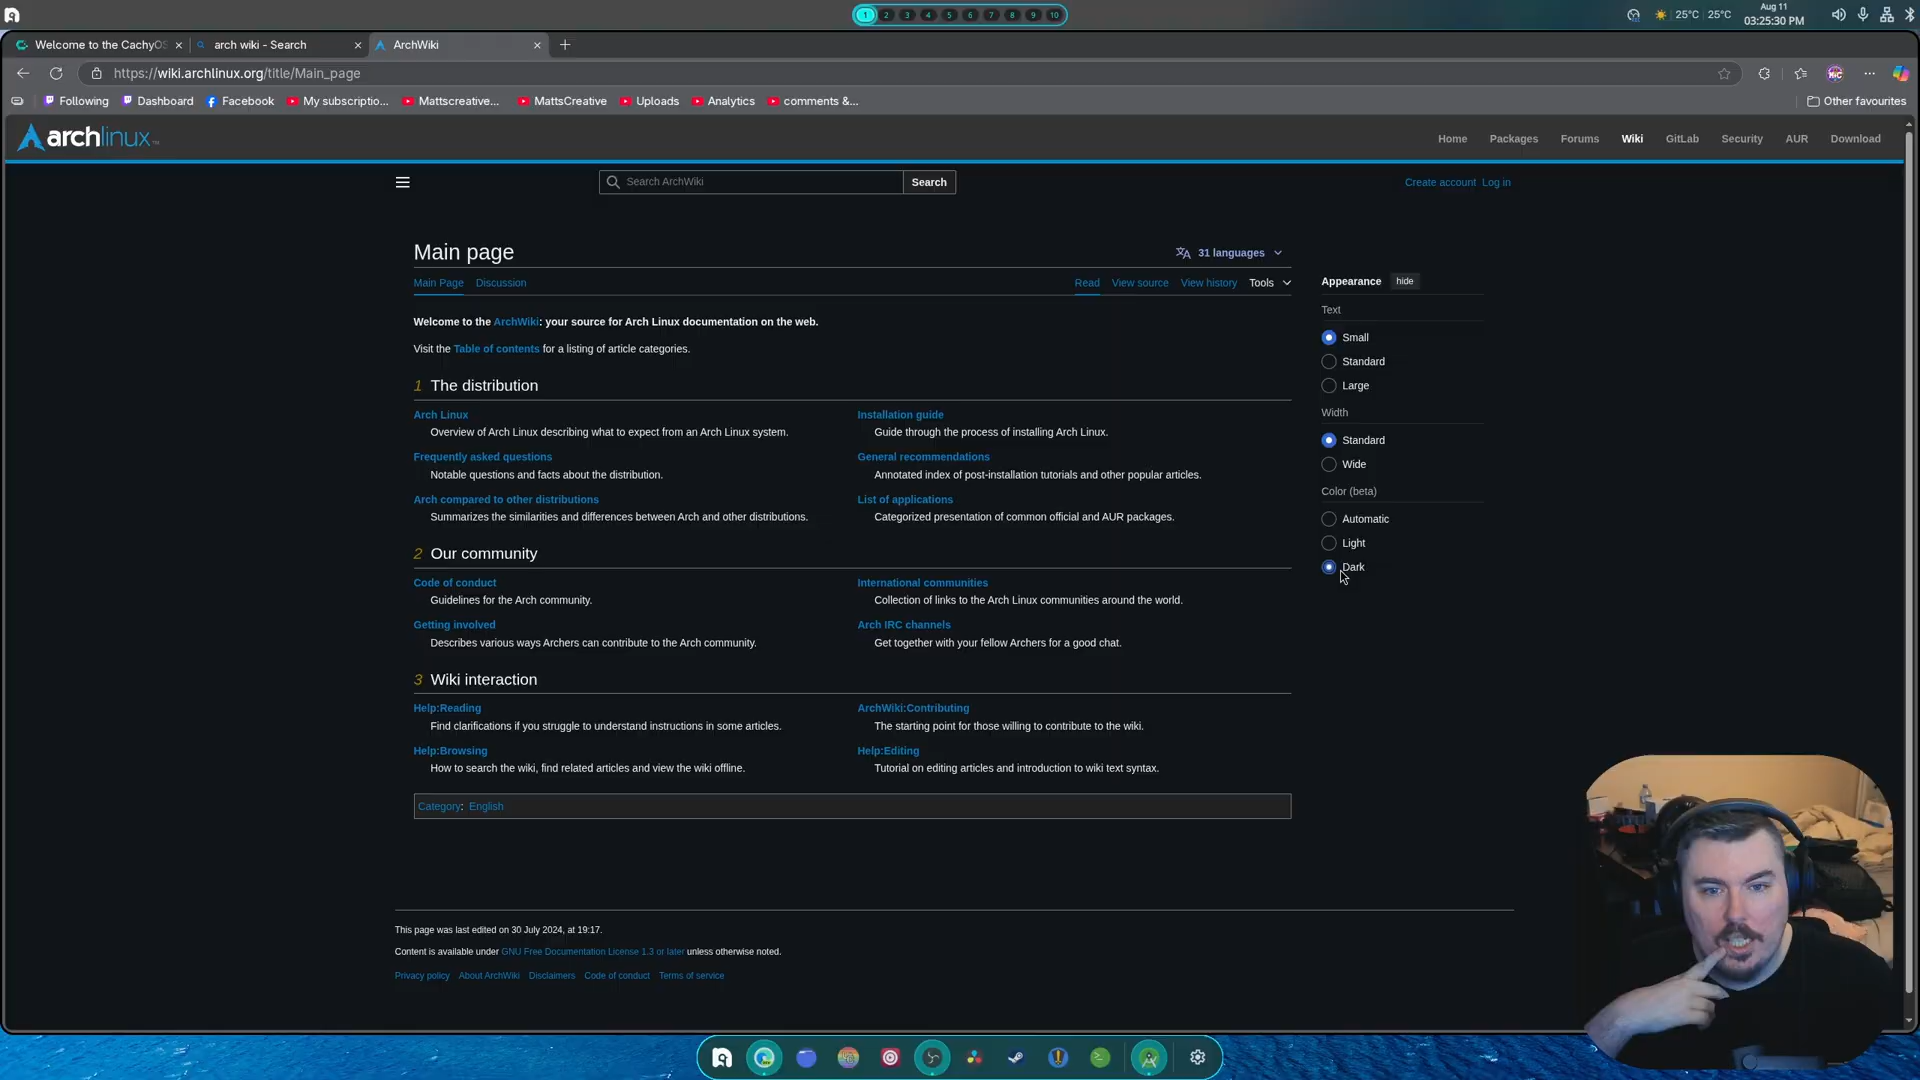 1 2 3 4 5 6 7 8 9 10
25°C 25°C
Aug 11
03:25:30 PM
Welcome to the CachyOS
arch wiki - Search
ArchWiki
https://wiki.archlinux.org/title/Main_page
Following Dashboard Facebook My subscriptio... Mattscreative... MattsCreative Uploads Analytics comments &... Other favourites
archlinux Home Packages Forums Wiki GitLab Security AUR Download
Search ArchWiki Search Create account Log in
Main page 31 languages
Main Page Discussion Read View source View history Tools
Welcome to the ArchWiki: your source for Arch Linux documentation on the web.
Visit the Table of contents for a listing of article categories.
1 The distribution
Arch Linux
Overview of Arch Linux describing what to expect from an Arch Linux system.
Frequently asked questions
Notable questions and facts about the distribution.
Arch compared to other distributions
Summarizes the similarities and differences between Arch and other distributions.
Installation guide
Guide through the process of installing Arch Linux.
General recommendations
Annotated index of post-installation tutorials and other popular articles.
List of applications
Categorized presentation of common official and AUR packages.
2 Our community
Code of conduct
Guidelines for the Arch community.
Getting involved
Describes various ways Archers can contribute to the Arch community.
International communities
Collection of links to the Arch Linux communities around the world.
Arch IRC channels
Get together with your fellow Archers for a good chat.
3 Wiki interaction
Help:Reading
Find clarifications if you struggle to understand instructions in some articles.
Help:Browsing
How to search the wiki, find related articles and view the wiki offline.
ArchWiki:Contributing
The starting point for those willing to contribute to the wiki.
Help:Editing
Tutorial on editing articles and introduction to wiki text syntax.
Category: English
Appearance hide
Text
Small
Standard
Large
Width
Standard
Wide
Color (beta)
Automatic
Light
Dark
This page was last edited on 30 July 2024, at 19:17.
Content is available under GNU Free Documentation License 1.3 or later unless otherwise noted.
Privacy policy About ArchWiki Disclaimers Code of conduct Terms of service